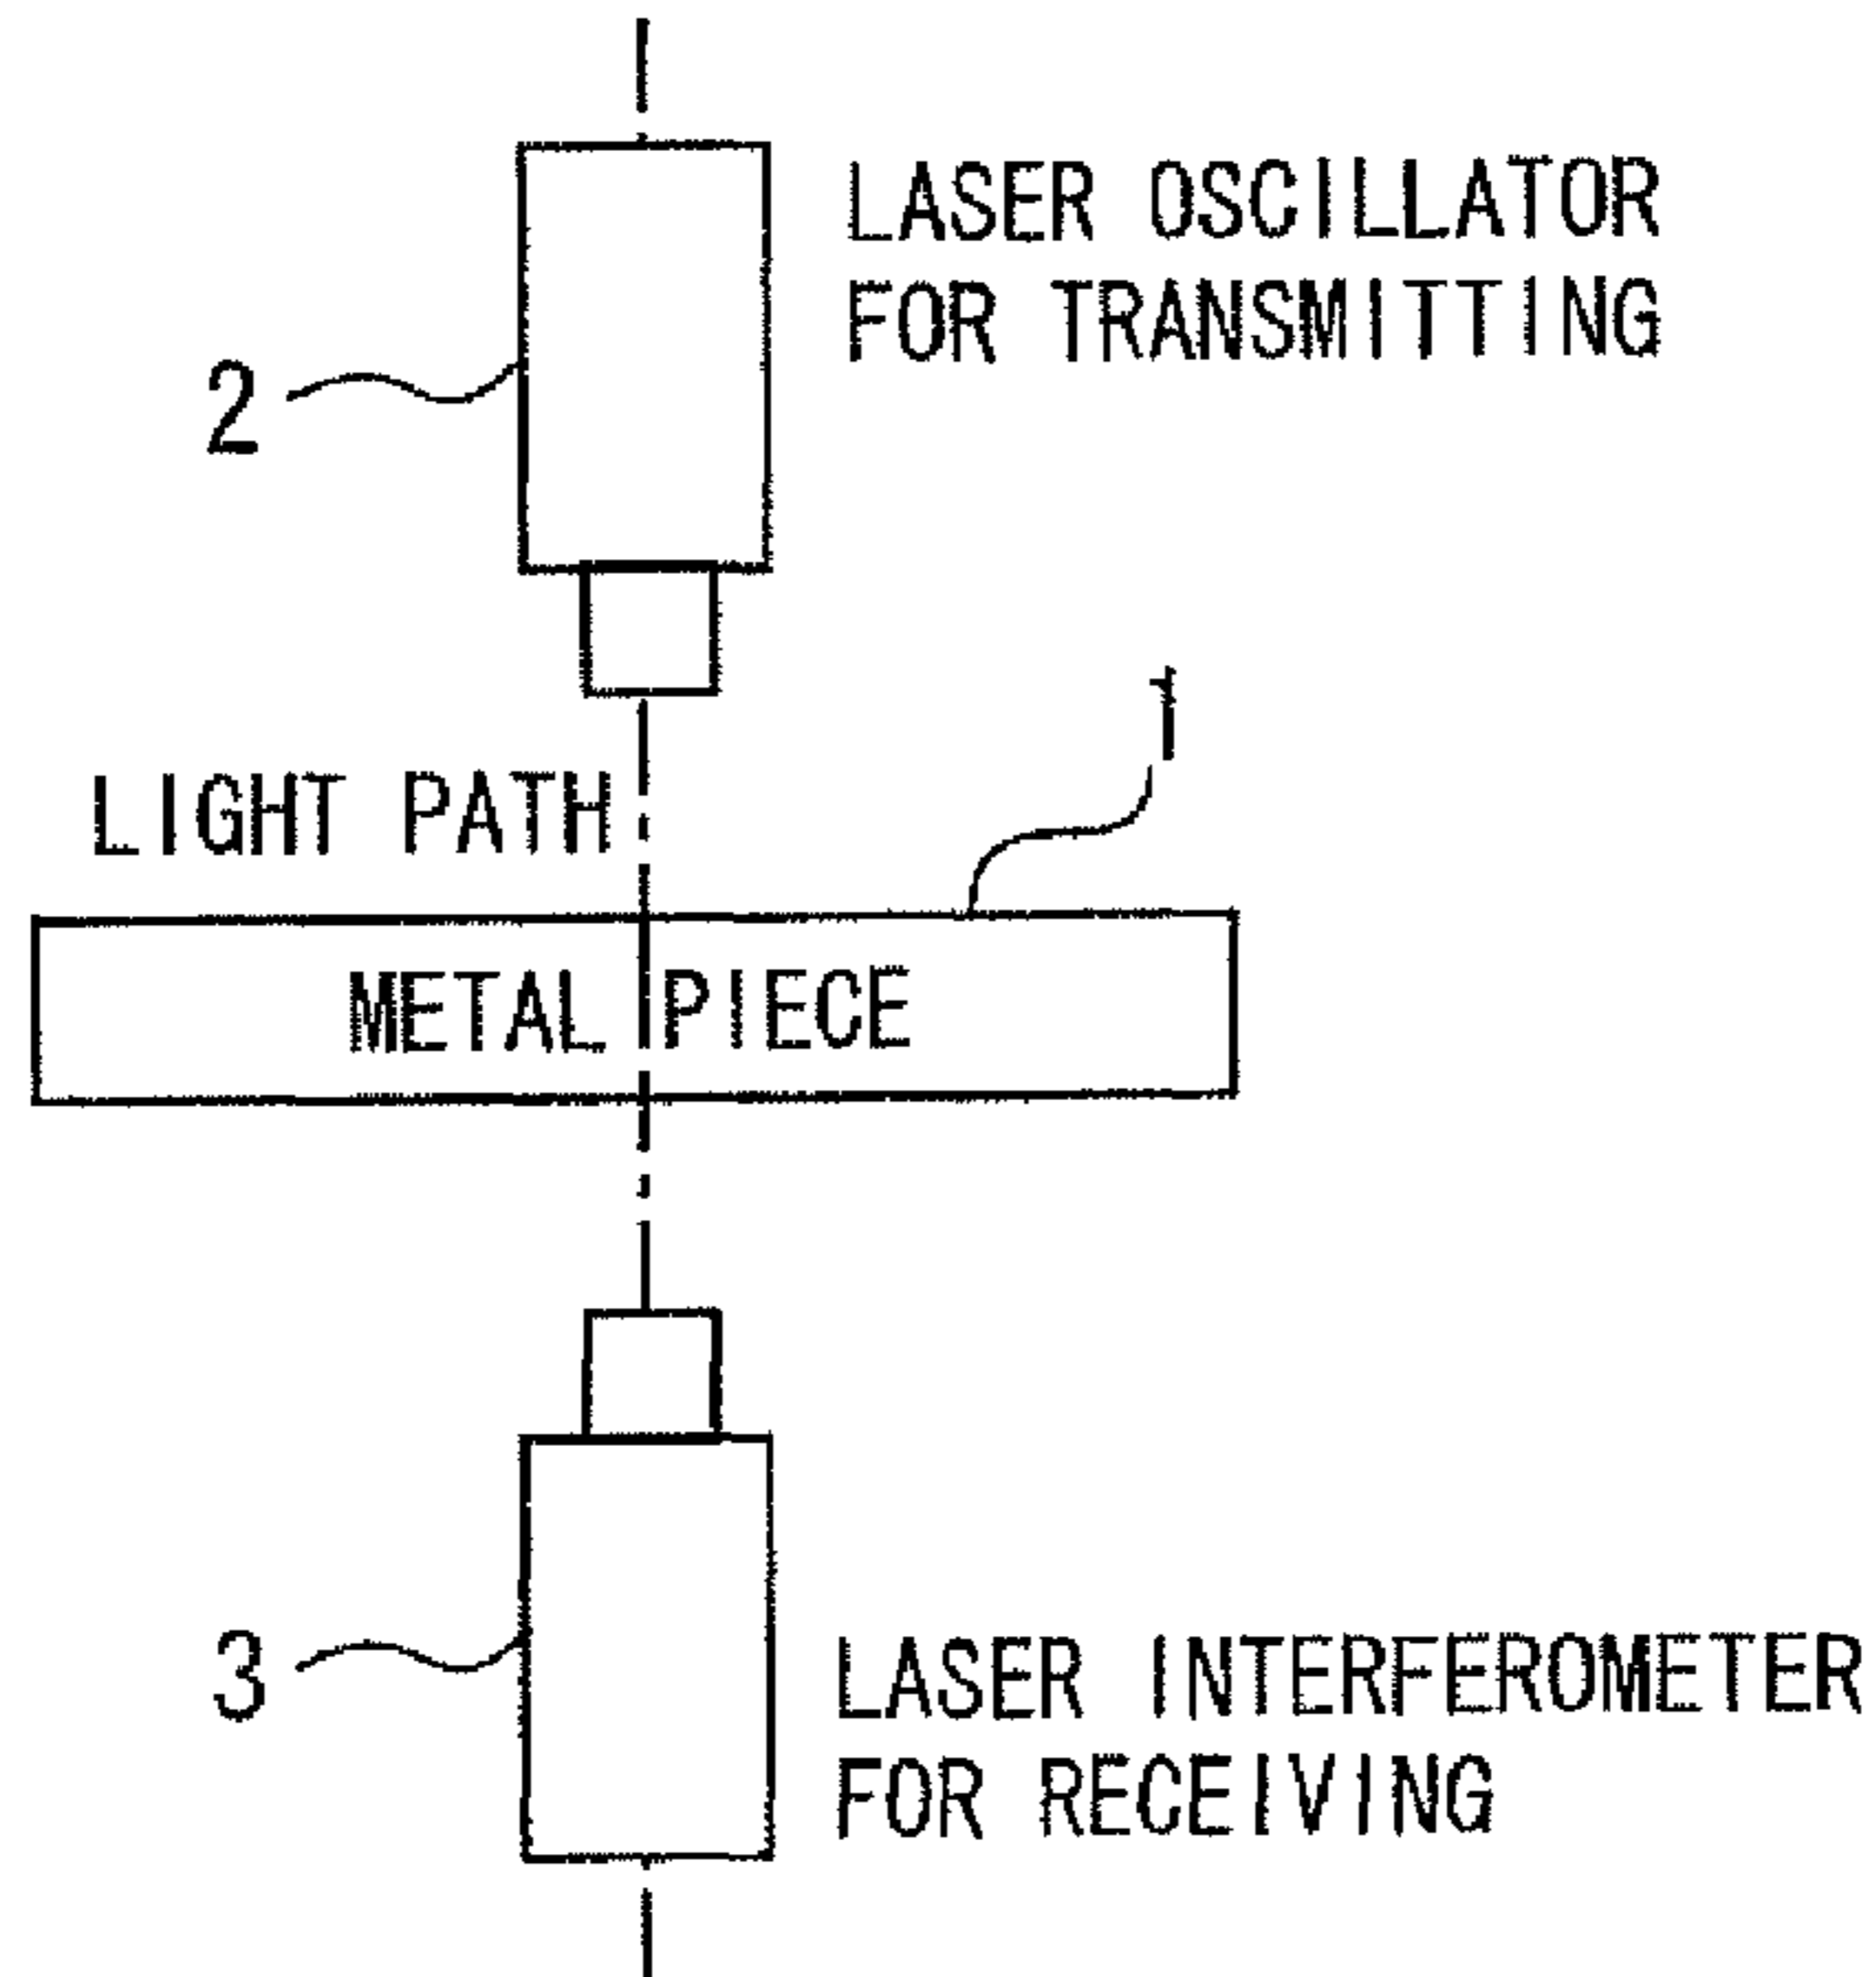 LASER OSCILLATOR
FOR TRANSMITTING
2
1
LIGHT PATH
METAL PIECE
3
LASER INTERFEROMETER
FOR RECEIVING